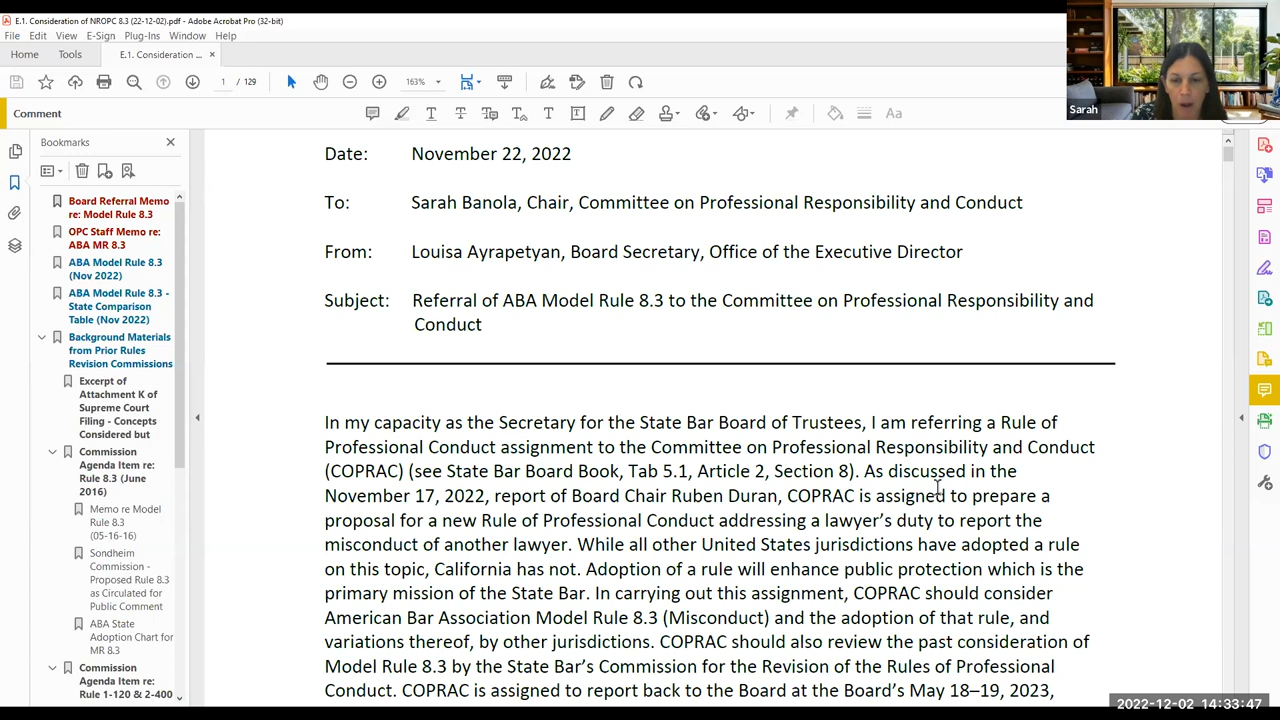 E.1. Consideration of NROPC 8.3 (22-12-02).pdf - Adobe Acrobat Pro (32-bit)
File Edit View E-Sign Plug-Ins Window Help
Home Tools E.1. Consideration ... ×
1 / 129 163%
Aa
Sarah
Comment
Bookmarks
Board Referral Memo
re: Model Rule 8.3
OPC Staff Memo re:
ABA MR 8.3
ABA Model Rule 8.3
(Nov 2022)
ABA Model Rule 8.3 -
State Comparison
Table (Nov 2022)
Background Materials
from Prior Rules
Revision Commissions
Excerpt of
Attachment K of
Supreme Court
Filing - Concepts
Considered but
Commission
Agenda Item re:
Rule 8.3 (June
2016)
Memo re Model
Rule 8.3
(05-16-16)
Sondheim
Commission -
Proposed Rule 8.3
as Circulated for
Public Comment
ABA State
Adoption Chart for
MR 8.3
Commission
Agenda Item re:
Rule 1-120 & 2-400
Date: November 22, 2022
To: Sarah Banola, Chair, Committee on Professional Responsibility and Conduct
From: Louisa Ayrapetyan, Board Secretary, Office of the Executive Director
Subject: Referral of ABA Model Rule 8.3 to the Committee on Professional Responsibility and
Conduct
In my capacity as the Secretary for the State Bar Board of Trustees, I am referring a Rule of
Professional Conduct assignment to the Committee on Professional Responsibility and Conduct
(COPRAC) (see State Bar Board Book, Tab 5.1, Article 2, Section 8). As discussed in the
November 17, 2022, report of Board Chair Ruben Duran, COPRAC is assigned to prepare a
proposal for a new Rule of Professional Conduct addressing a lawyer’s duty to report the
misconduct of another lawyer. While all other United States jurisdictions have adopted a rule
on this topic, California has not. Adoption of a rule will enhance public protection which is the
primary mission of the State Bar. In carrying out this assignment, COPRAC should consider
American Bar Association Model Rule 8.3 (Misconduct) and the adoption of that rule, and
variations thereof, by other jurisdictions. COPRAC should also review the past consideration of
Model Rule 8.3 by the State Bar’s Commission for the Revision of the Rules of Professional
Conduct. COPRAC is assigned to report back to the Board at the Board’s May 18–19, 2023,
2022-12-02 14:33:47